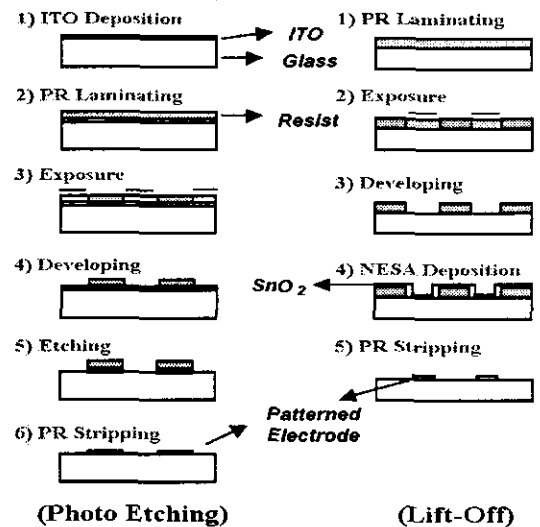 1) ITO Deposition
ITO
Glass
2) PR Laminating
Resist
3) Exposure
4) Developing
5) Etching
6) PR Stripping
(Photo Etching)
1) PR Laminating
2) Exposure
3) Developing
4) NESA Deposition
SnO2
5) PR Stripping
Patterned
Electrode
(Lift-Off)